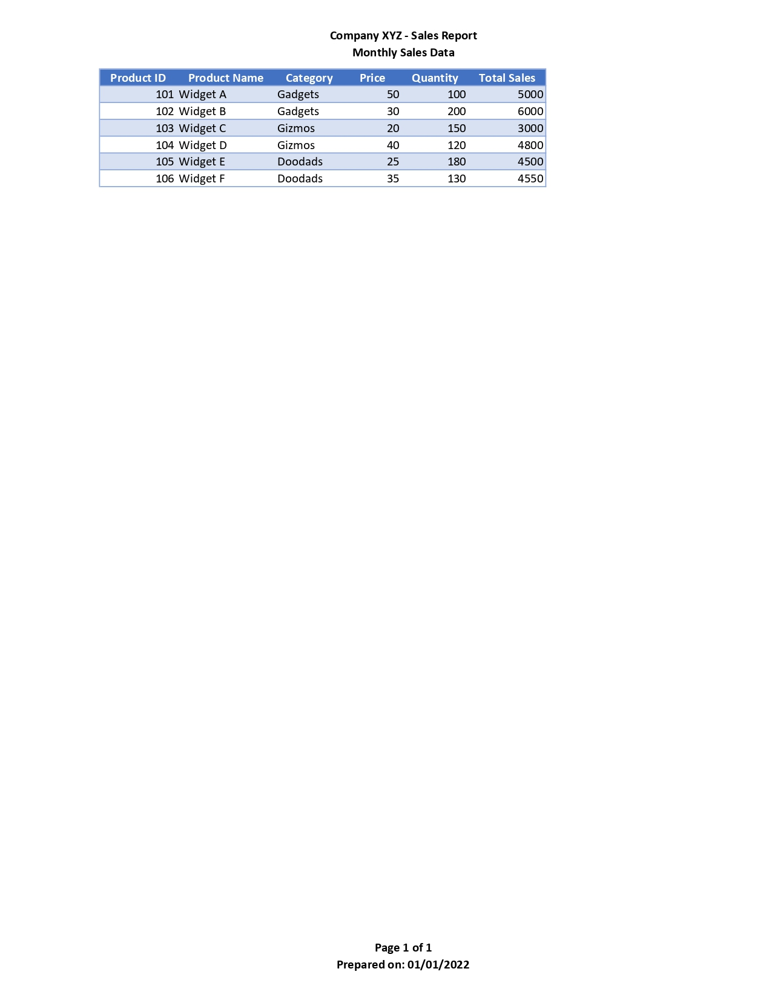 Company XYZ - Sales Report
Monthly Sales Data
Product ID Product Name Category Price Quantity Total Sales
101 Widget A Gadgets 50 100 5000
102 Widget B Gadgets 30 200 6000
103 Widget C Gizmos 20 150 3000
104 Widget D Gizmos 40 120 4800
105 Widget E Doodads 25 180 4500
106 Widget F Doodads 35 130 4550
Page 1 of 1
Prepared on: 01/01/2022